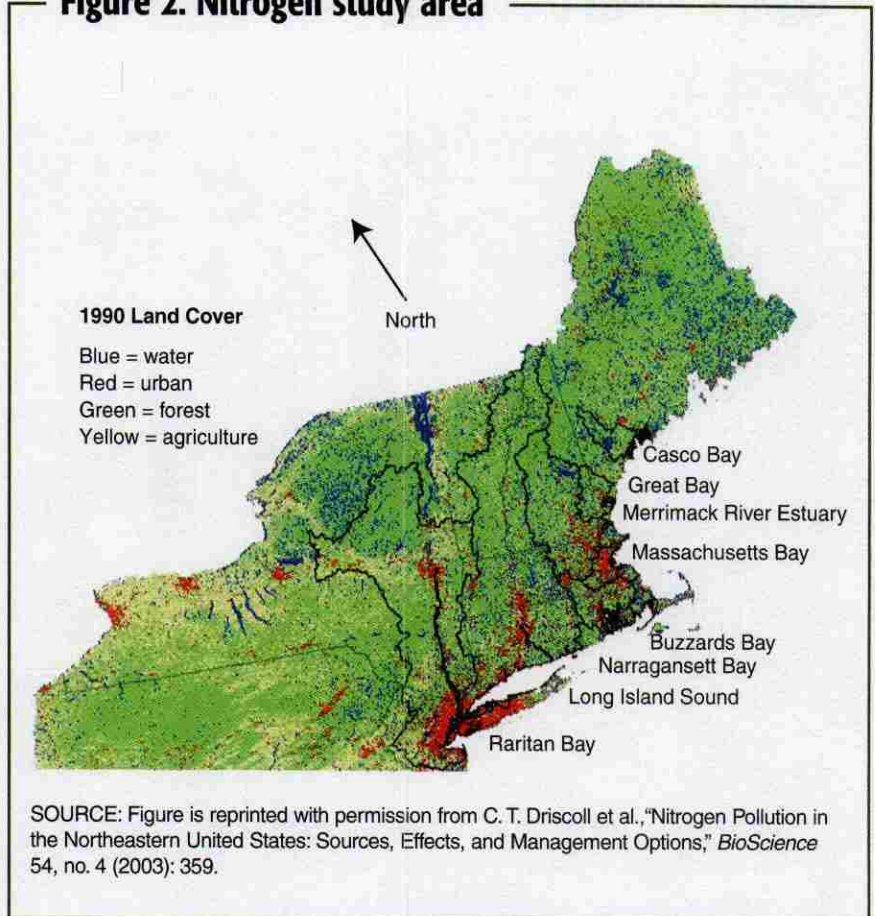 Figure 2. Nitrogen study area
North
1990 Land Cover
Blue = water
Red = urban
Green = forest
Yellow = agriculture
Casco Bay
Great Bay
Merrimack River Estuary
Massachusetts Bay
Buzzards Bay
Narragansett Bay
Long Island Sound
Raritan Bay
SOURCE: Figure is reprinted with permission from C. T. Driscoll et al.,“Nitrogen Pollution in
the Northeastern United States: Sources, Effects, and Management Options,” BioScience
54, no. 4 (2003): 359.